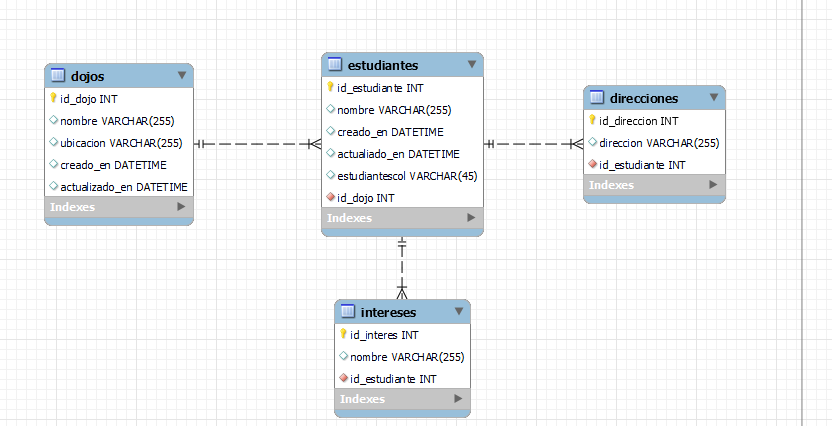 dojos
id_dojo INT
nombre VARCHAR(255)
ubicacion VARCHAR(255)
creado_en DATETIME
actualizado_en DATETIME
Indexes
estudiantes
id_estudiante INT
nombre VARCHAR(255)
creado_en DATETIME
actualiado_en DATETIME
estudiantescol VARCHAR(45)
id_dojo INT
Indexes
direcciones
id_direccion INT
direccion VARCHAR(255)
id_estudiante INT
Indexes
intereses
id_interes INT
nombre VARCHAR(255)
id_estudiante INT
Indexes